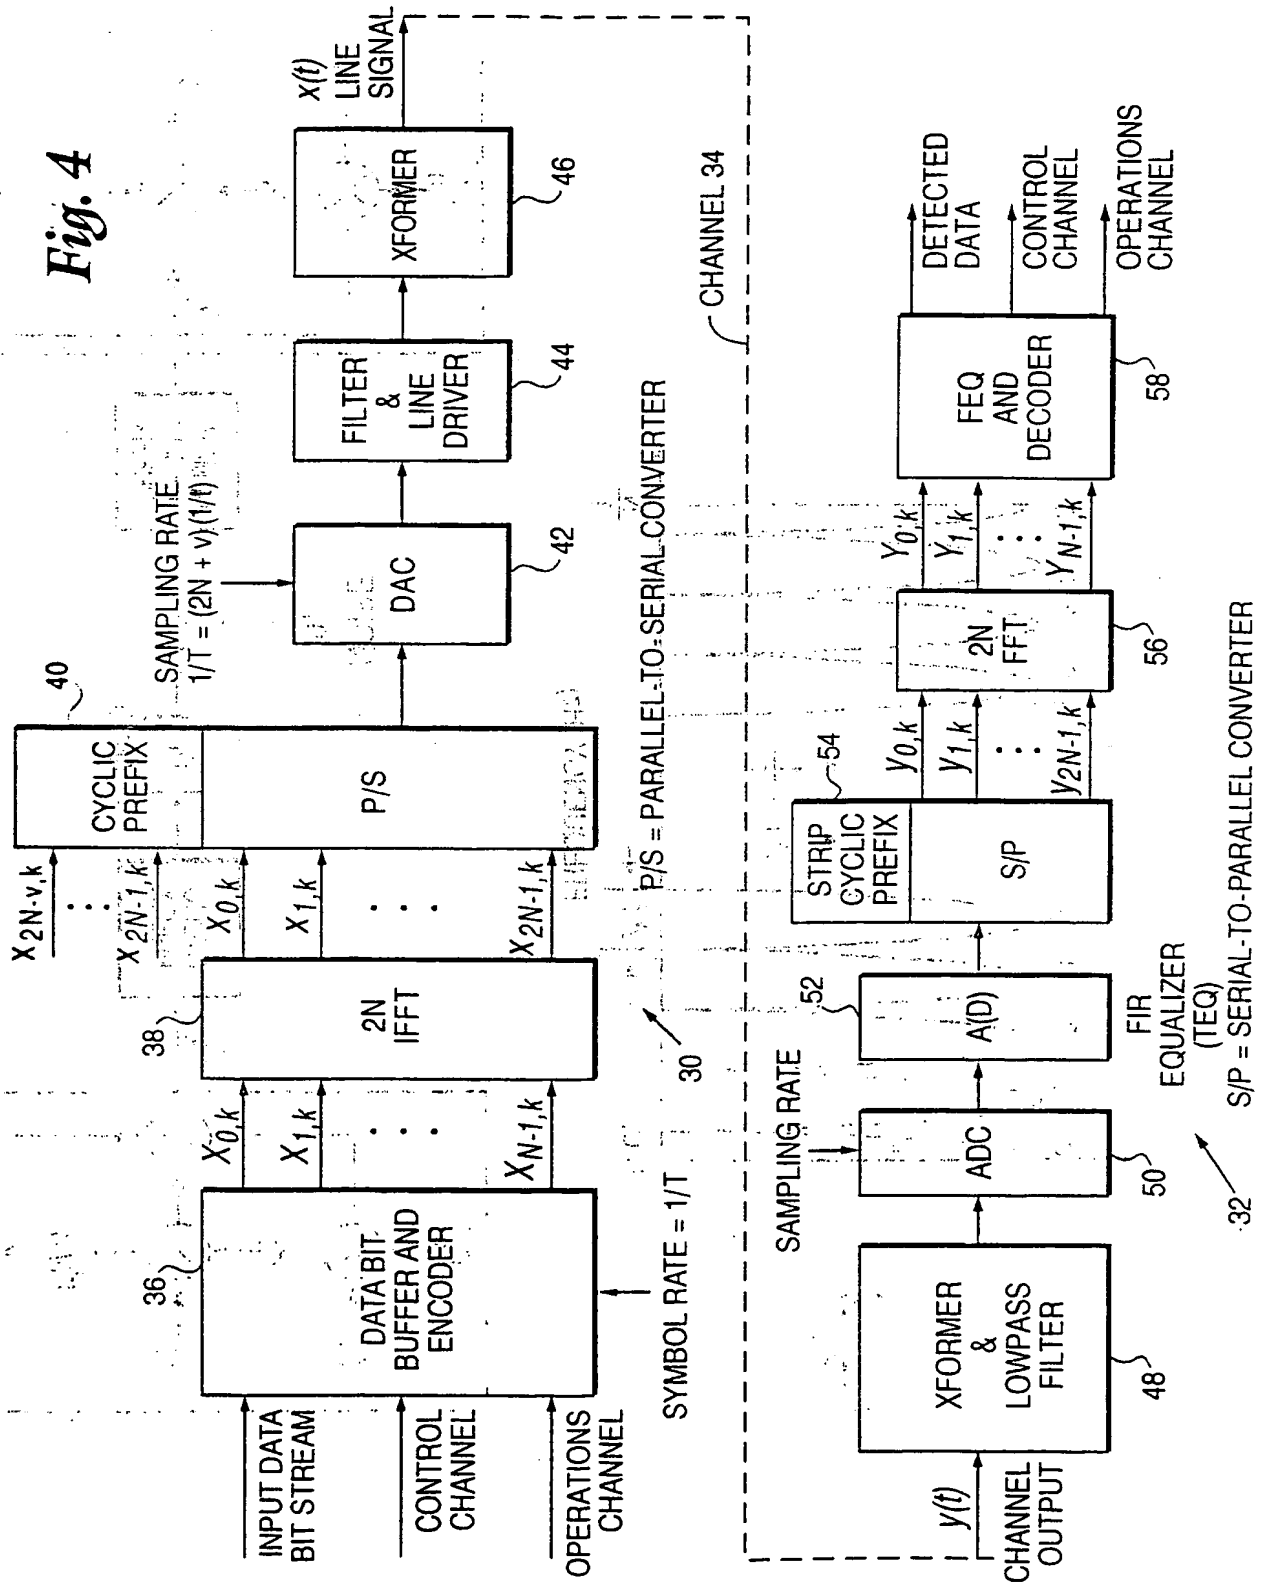 Fig. 4
INPUT DATA
BIT STREAM
CONTROL
CHANNEL
OPERATIONS
CHANNEL
36
DATA BIT
BUFFER AND
ENCODER
SYMBOL RATE = 1/T
X0,k
X1,k
. . .
XN-1,k
38
2N
IFFT
30
X2N-v,k
. . .
X2N-1,k
X0,k
X1,k
. . .
X2N-1,k
40
CYCLIC
PREFIX
P/S
P/S = PARALLEL-TO-SERIAL CONVERTER
SAMPLING RATE
1/T = (2N + v)(1/t)
DAC
42
FILTER
&
LINE
DRIVER
44
XFORMER
46
x(t)
LINE
SIGNAL
CHANNEL 34
y(t)
CHANNEL
OUTPUT
XFORMER
&
LOWPASS
FILTER
48
SAMPLING RATE
ADC
50
52
A(D)
FIR
EQUALIZER
(TEQ)
32
54
STRIP
CYCLIC
PREFIX
S/P
S/P = SERIAL-TO-PARALLEL CONVERTER
y0,k
y1,k
. . .
y2N-1,k
2N
FFT
56
Y0,k
Y1,k
. . .
YN-1,k
FEQ
AND
DECODER
58
DETECTED
DATA
CONTROL
CHANNEL
OPERATIONS
CHANNEL